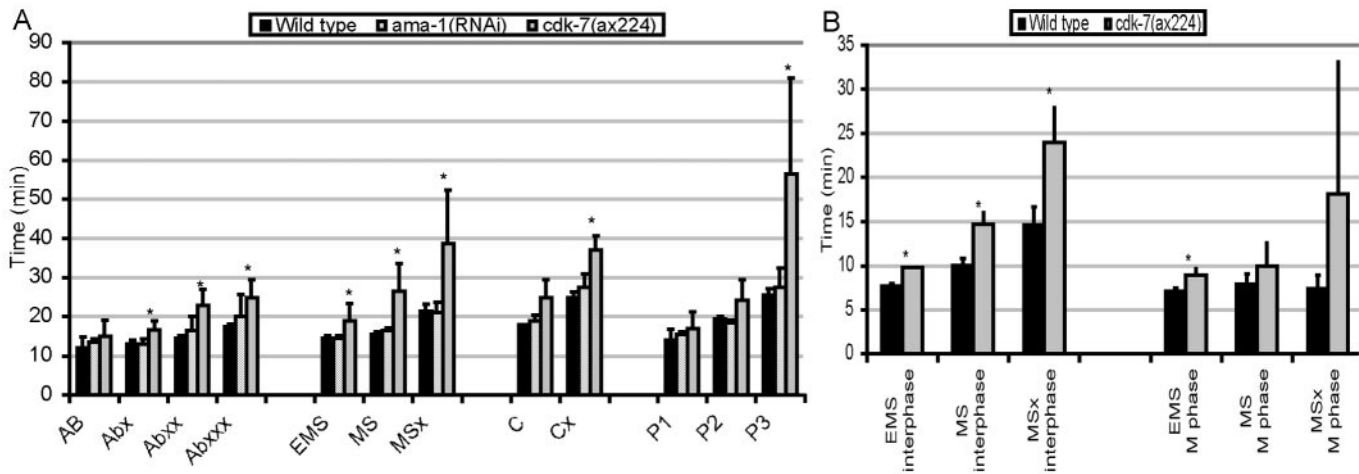 A
Wild type ama-1(RNAi) cdk-7(ax224)
90
80
70
60
50
40
30
20
10
0
Time (min)
*
*
*
*
*
*
*
*
AB
Abx
Abxx
Abxxx
EMS
MS
MSx
C
Cx
P1
P2
P3
B
Wild type cdk-7(ax224)
35
30
25
20
15
10
5
0
Time (min)
*
*
*
*
EMS
interphase
MS
interphase
MSx
interphase
EMS
M phase
MS
M phase
MSx
M phase